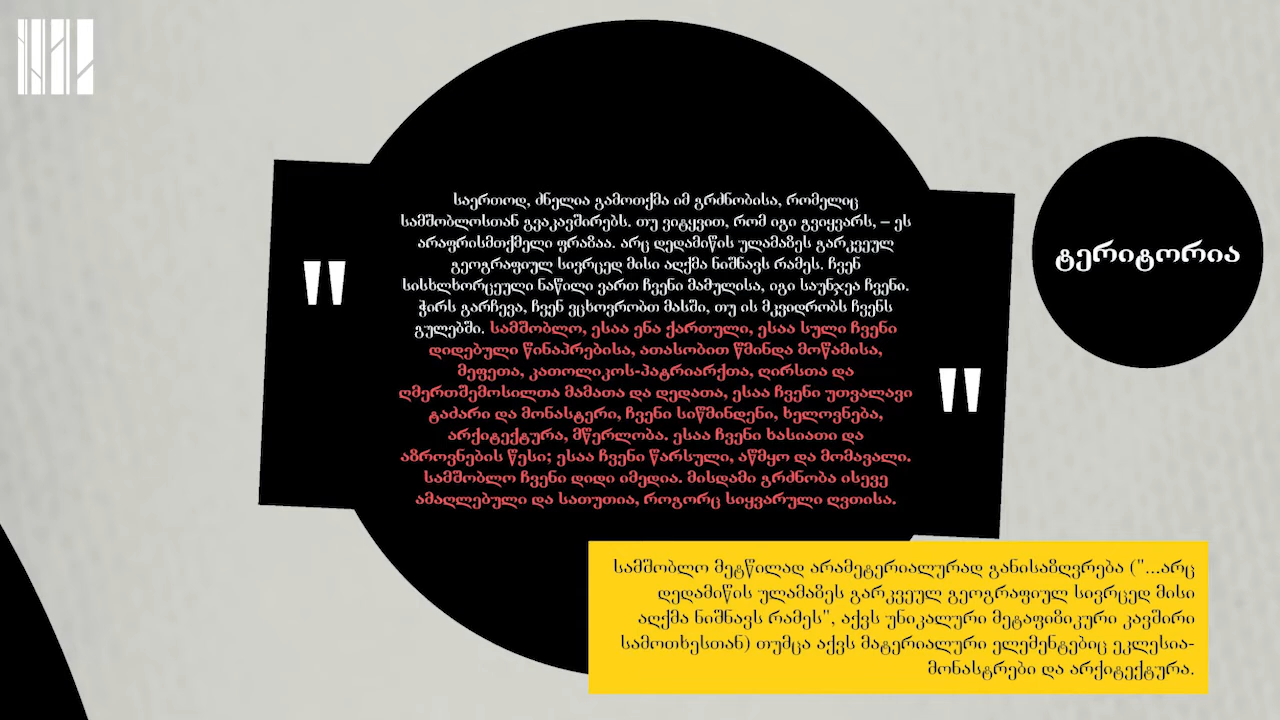 საერთოდ, ძნელია გამოთქმა იმ გრძნობისა, რომელიც
სამშობლოსთან გვაკავშირებს. თუ ვიტყვით, რომ იგი გვიყვარს, – ეს
არაფრისმთქმელი ფრაზაა. არც დედამიწის ულამაზეს გარკვეულ
გეოგრაფიულ სივრცედ მისი აღქმა ნიშნავს რამეს. ჩვენ
სისხლხორცეული ნაწილი ვართ ჩვენი მამულისა, იგი საუნჯეა ჩვენი.
ჭირს გარჩევა, ჩვენ ვცხოვრობთ მასში, თუ ის მკვიდრობს ჩვენს
გულებში. სამშობლო, ესაა ენა ქართული, ესაა სული ჩვენი
დიდებული წინაპრებისა, ათასობით წმინდა მოწამისა,
მეფეთა, კათოლიკოს-პატრიარქთა, ღირსთა და
ღმერთშემოსილთა მამათა და დედათა, ესაა ჩვენი უთვალავი
ტაძარი და მონასტერი, ჩვენი სიწმინდენი, ხელოვნება,
არქიტექტურა, მწერლობა. ესაა ჩვენი ხასიათი და
აზროვნების წესი; ესაა ჩვენი წარსული, აწმყო და მომავალი.
სამშობლო ჩვენი დიდი იმედია. მისდამი გრძნობა ისევე
ამაღლებული და სათუთია, როგორც სიყვარული ღვთისა.
"
"
ტერიტორია
სამშობლო მეტწილად არამეტერიალურად განისაზღვრება ("...არც
დედამიწის ულამაზეს გარკვეულ გეოგრაფიულ სივრცედ მისი
აღქმა ნიშნავს რამეს", აქვს უნიკალური მეტაფიზიკური კავშირი
სამოთხესთან) თუმცა აქვს მატერიალური ელემენტებიც ეკლესია-
მონასტრები და არქიტექტურა.